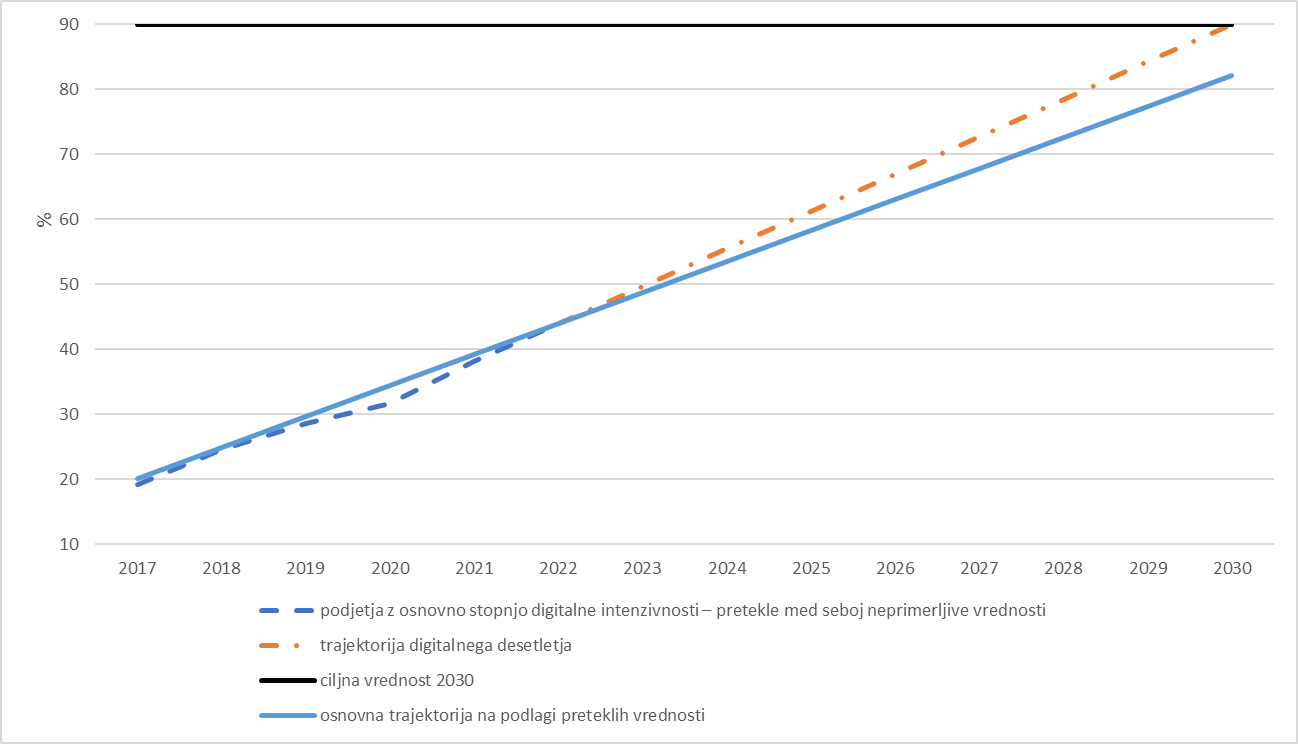 90
80
70
60
50
40
30
20
10
%
2017 2018 2019 2020 2021 2022 2023 2024 2025 2026 2027 2028 2029 2030
podjetja z osnovno stopnjo digitalne intenzivnosti – pretekle med seboj neprimerljive vrednosti
trajektorija digitalnega desetletja
ciljna vrednost 2030
osnovna trajektorija na podlagi preteklih vrednosti